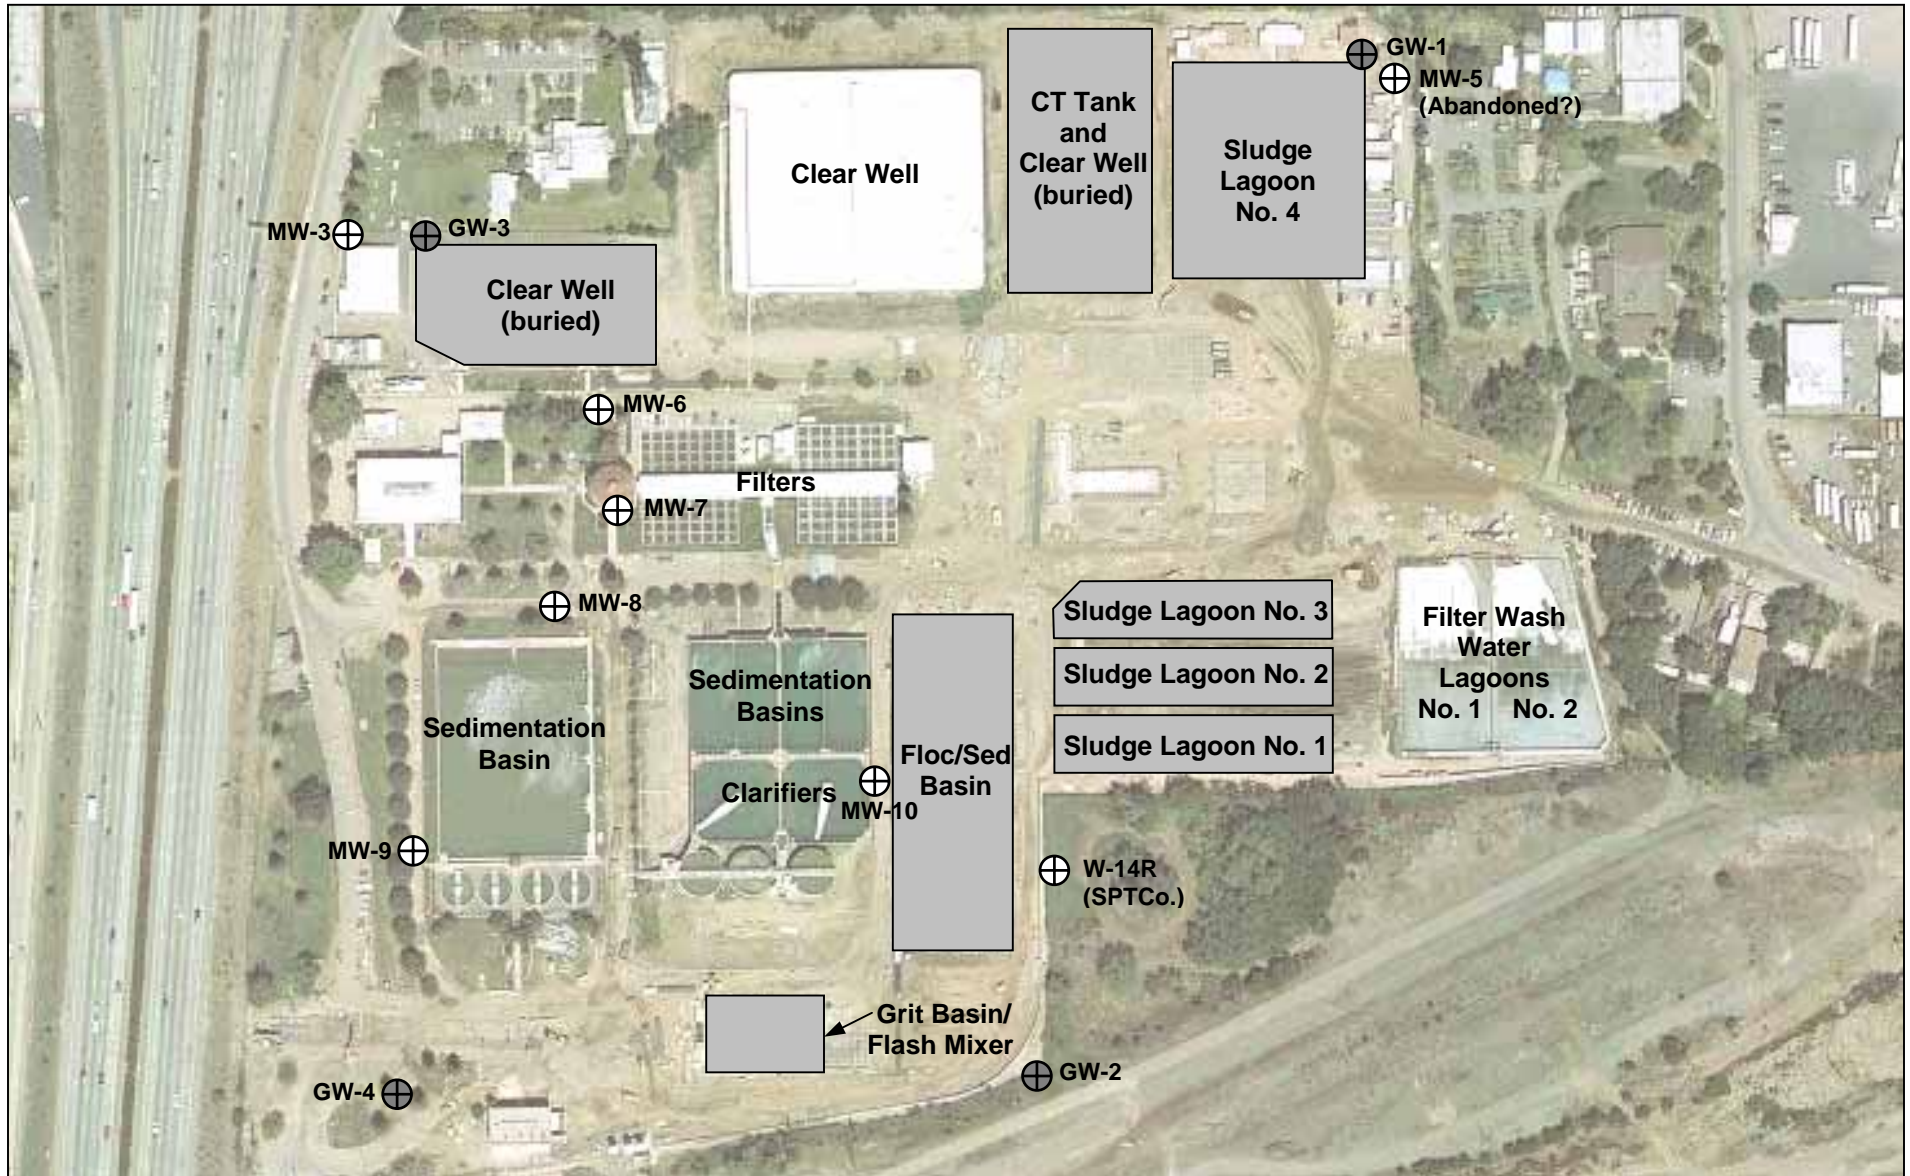 GW-1
MW-5
(Abandoned?)
CT Tank
and
Clear Well
(buried)
Clear Well
Sludge
Lagoon
No. 4
MW-3
GW-3
Clear Well
(buried)
MW-6
Filters
MW-7
MW-8
Sludge Lagoon No. 3
Sludge Lagoon No. 2
Sludge Lagoon No. 1
Filter Wash
Water
Lagoons
No. 1 No. 2
Sedimentation
Basins
Sedimentation
Basin
Floc/Sed
Basin
Clarifiers
MW-10
MW-9
W-14R
(SPTCo.)
Grit Basin/
Flash Mixer
GW-2
GW-4